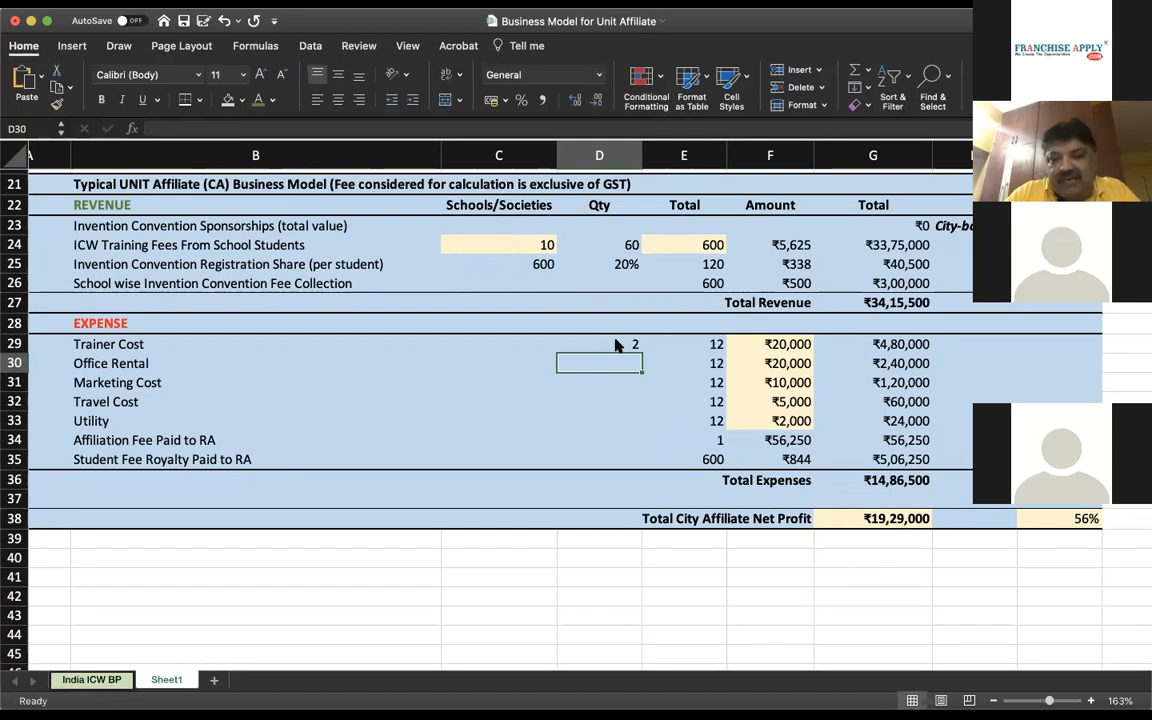 AutoSave OFF
Business Model for Unit Affiliate
Home Insert Draw Page Layout Formulas Data Review View Acrobat Tell me
Paste
Calibri (Body) 11
General
Conditional Formatting
Format as Table
Cell Styles
Insert
Delete
Format
Sort & Filter
Find & Select
FRANCHISE APPLY
.com
D30 fx
A B C D E F G
21 Typical UNIT Affiliate (CA) Business Model (Fee considered for calculation is exclusive of GST)
22 REVENUE Schools/Societies Qty Total Amount Total
23 Invention Convention Sponsorships (total value) ₹0 City-ba
24 ICW Training Fees From School Students 10 60 600 ₹5,625 ₹33,75,000
25 Invention Convention Registration Share (per student) 600 20% 120 ₹338 ₹40,500
26 School wise Invention Convention Fee Collection 600 ₹500 ₹3,00,000
27 Total Revenue ₹34,15,500
28 EXPENSE
29 Trainer Cost 2 12 ₹20,000 ₹4,80,000
30 Office Rental 12 ₹20,000 ₹2,40,000
31 Marketing Cost 12 ₹10,000 ₹1,20,000
32 Travel Cost 12 ₹5,000 ₹60,000
33 Utility 12 ₹2,000 ₹24,000
34 Affiliation Fee Paid to RA 1 ₹56,250 ₹56,250
35 Student Fee Royalty Paid to RA 600 ₹844 ₹5,06,250
36 Total Expenses ₹14,86,500
37
38 Total City Affiliate Net Profit ₹19,29,000 56%
39
40
41
42
43
44
45
India ICW BP Sheet1
Ready 163%